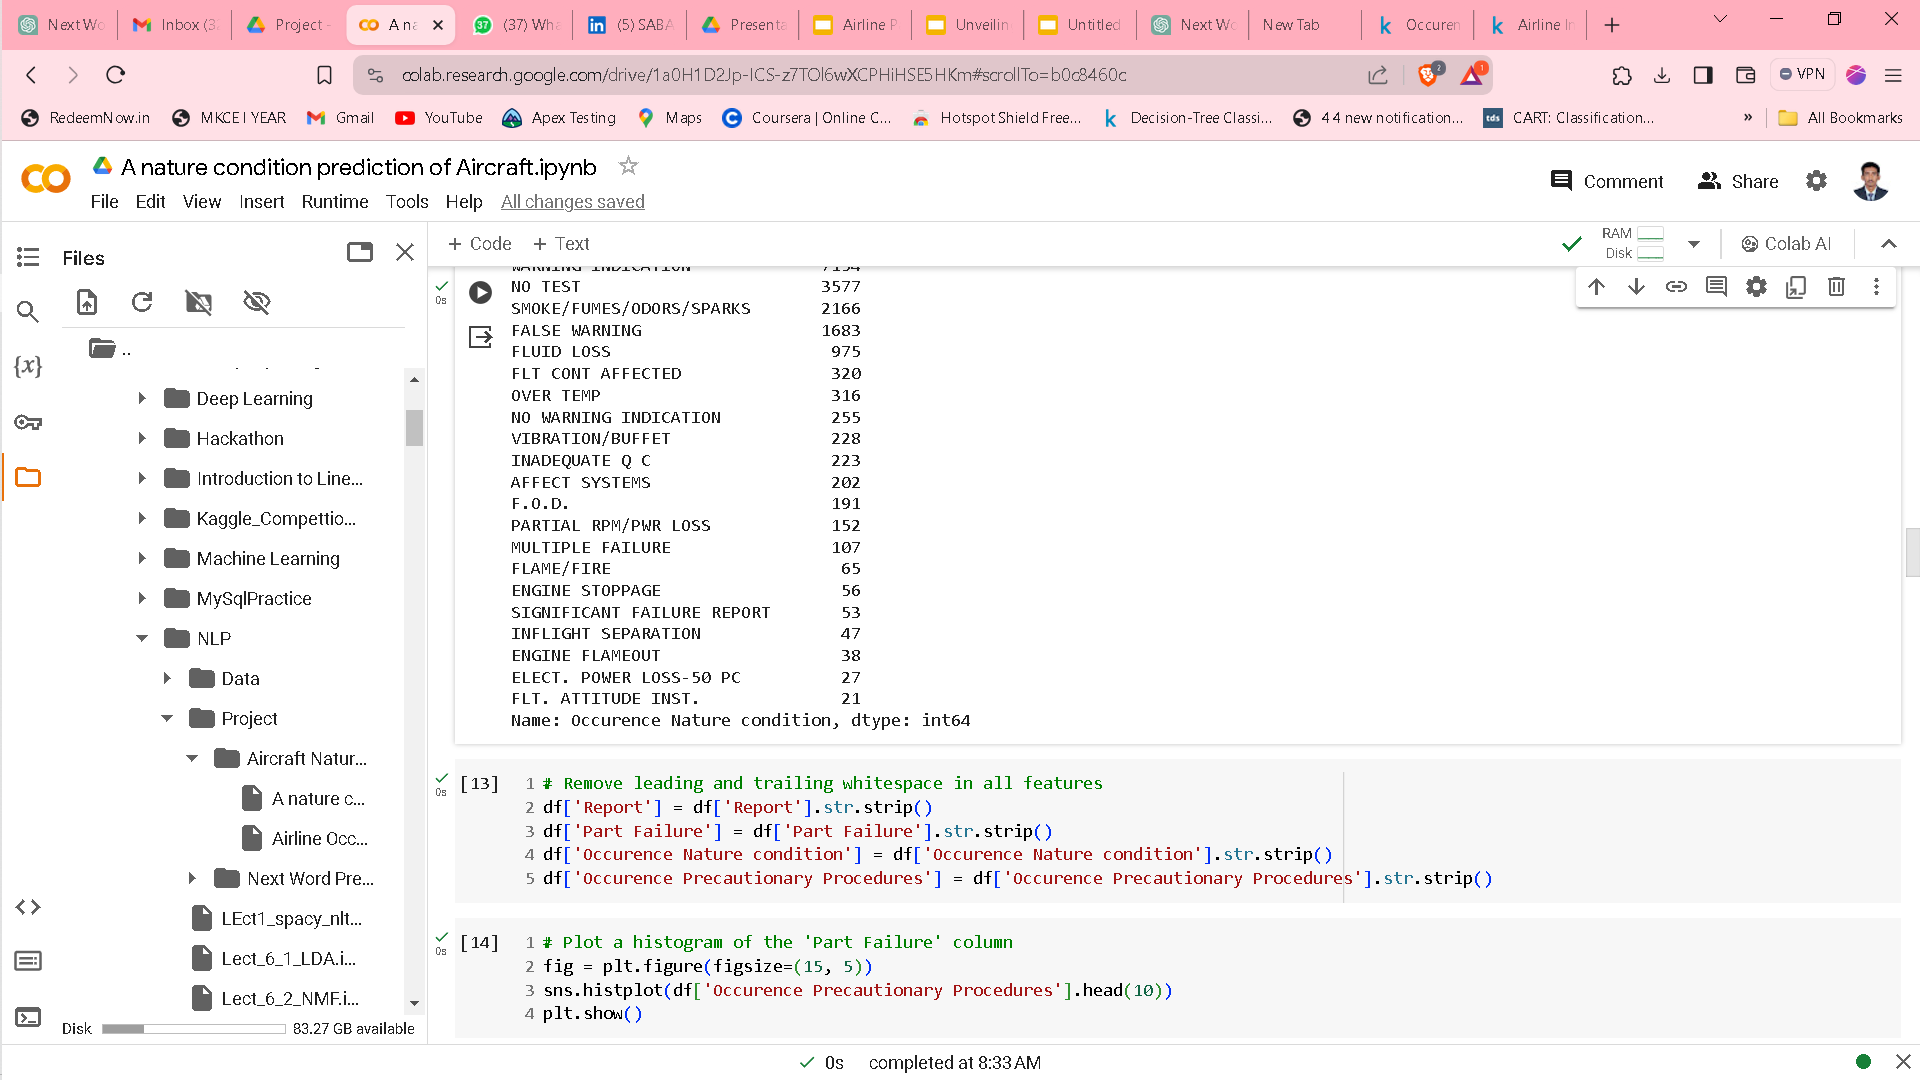 Next Wo
Inbox (3
Project -
A na
(37) Wha
(5) SABA
Presenta
Airline P
Unveilin
Untitled
Next Wo
New Tab
Occuren
Airline In
colab.research.google.com/drive/1a0H1D2Jp-ICS-z7TOl6wXCPHiHSE5HKm#scrollTo=b0c8460c
2
1
VPN
RedeemNow.in
MKCE I YEAR
Gmail
YouTube
Apex Testing
Maps
Coursera | Online C...
Hotspot Shield Free...
Decision-Tree Classi...
4 4 new notification...
tds
CART: Classification...
»
All Bookmarks
A nature condition prediction of Aircraft.ipynb
File Edit View Insert Runtime Tools Help All changes saved
Comment
Share
Files
+ Code + Text
RAM
Disk
Colab AI
..
Deep Learning
Hackathon
Introduction to Line...
Kaggle_Compettio...
Machine Learning
MySqlPractice
NLP
Data
Project
Aircraft Natur...
A nature c...
Airline Occ...
Next Word Pre...
LEct1_spacy_nlt...
Lect_6_1_LDA.i...
Lect_6_2_NMF.i...
Disk 83.27 GB available
0s
WARNING INDICATION 7154
NO TEST 3577
SMOKE/FUMES/ODORS/SPARKS 2166
FALSE WARNING 1683
FLUID LOSS 975
FLT CONT AFFECTED 320
OVER TEMP 316
NO WARNING INDICATION 255
VIBRATION/BUFFET 228
INADEQUATE Q C 223
AFFECT SYSTEMS 202
F.O.D. 191
PARTIAL RPM/PWR LOSS 152
MULTIPLE FAILURE 107
FLAME/FIRE 65
ENGINE STOPPAGE 56
SIGNIFICANT FAILURE REPORT 53
INFLIGHT SEPARATION 47
ENGINE FLAMEOUT 38
ELECT. POWER LOSS-50 PC 27
FLT. ATTITUDE INST. 21
Name: Occurence Nature condition, dtype: int64
0s
[13]
1 # Remove leading and trailing whitespace in all features
2 df['Report'] = df['Report'].str.strip()
3 df['Part Failure'] = df['Part Failure'].str.strip()
4 df['Occurence Nature condition'] = df['Occurence Nature condition'].str.strip()
5 df['Occurence Precautionary Procedures'] = df['Occurence Precautionary Procedures'].str.strip()
0s
[14]
1 # Plot a histogram of the 'Part Failure' column
2 fig = plt.figure(figsize=(15, 5))
3 sns.histplot(df['Occurence Precautionary Procedures'].head(10))
4 plt.show()
0s completed at 8:33 AM